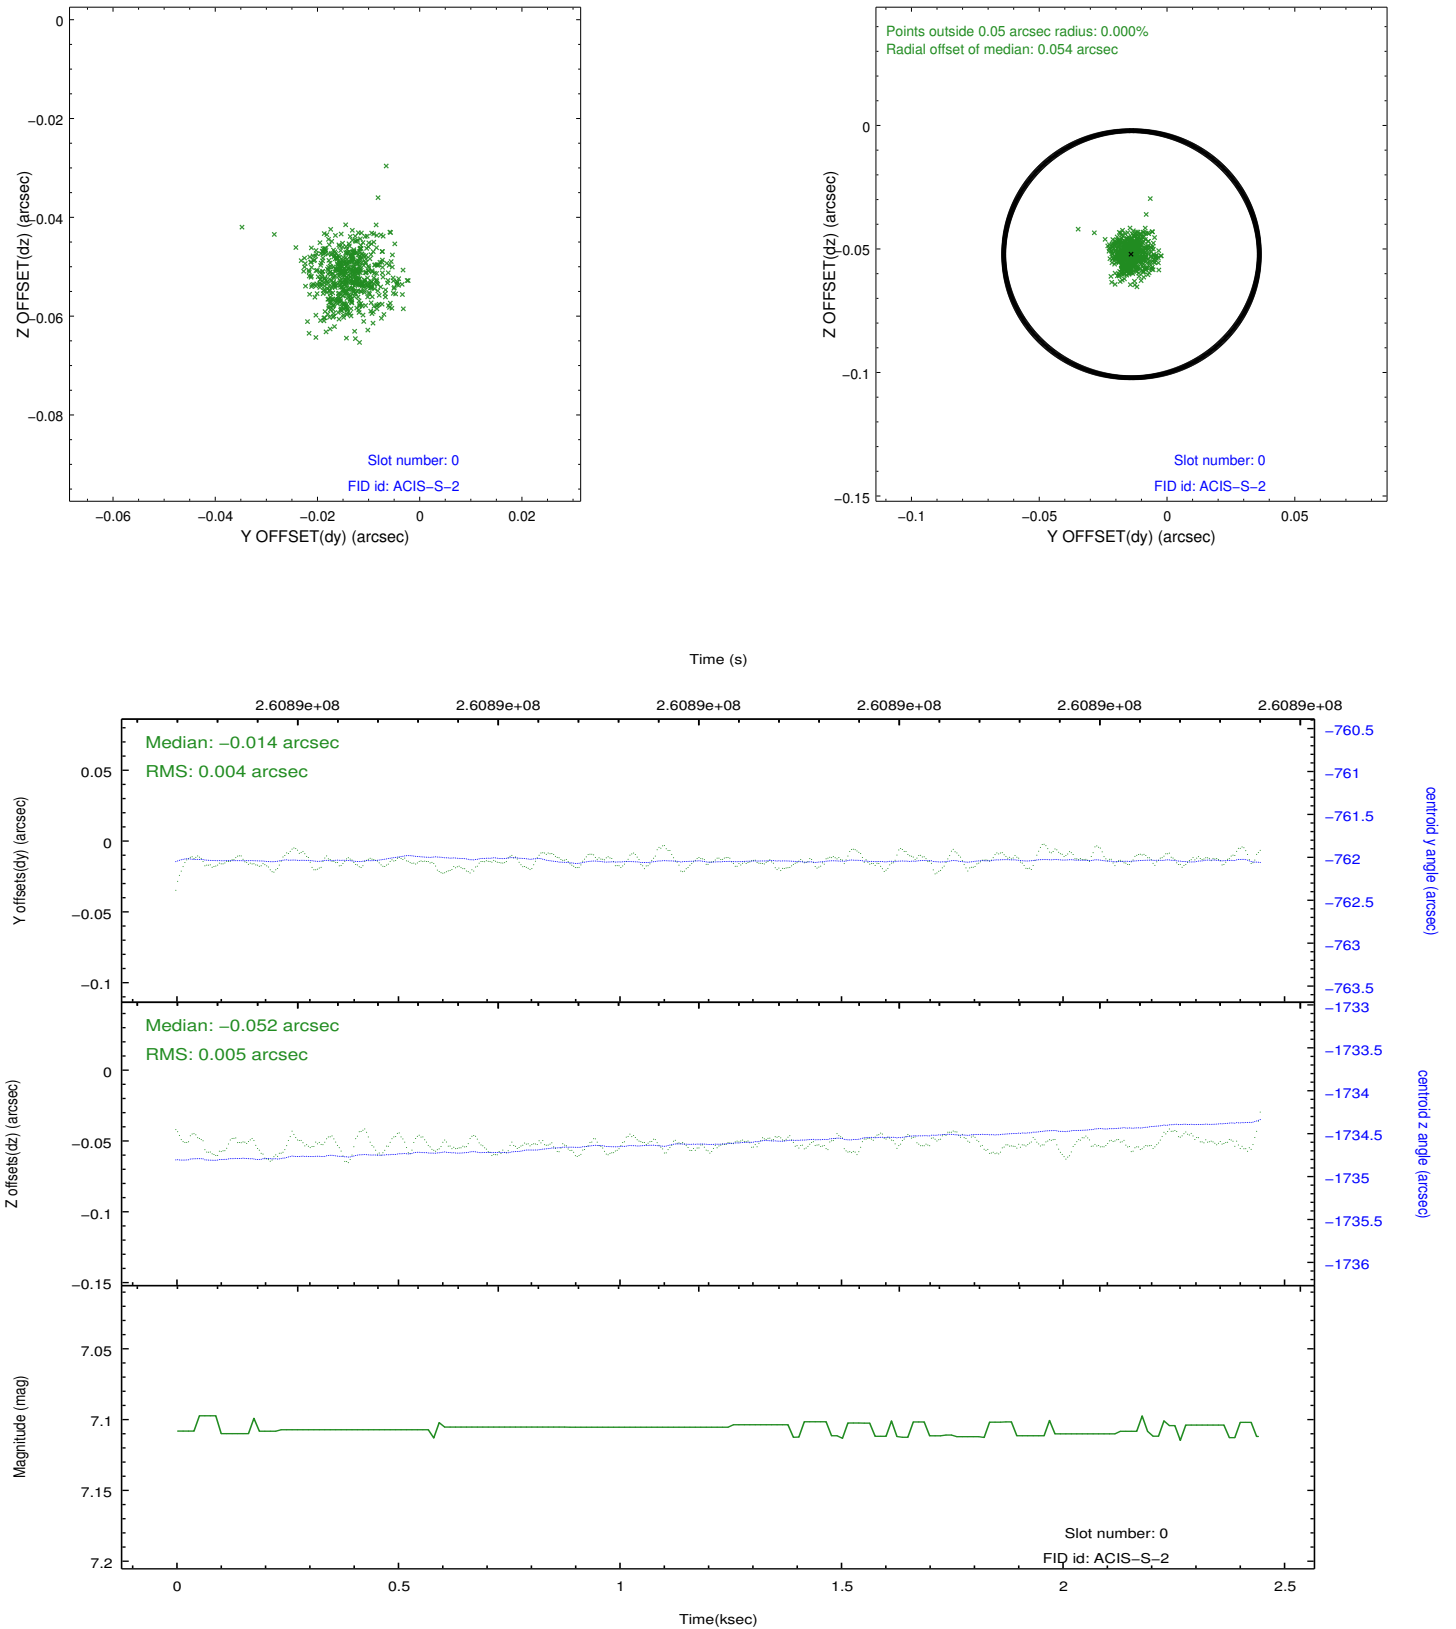 0
−0.02
−0.04
−0.06
−0.08
Z OFFSET(dz) (arcsec)
Slot number: 0
FID id: ACIS−S−2
−0.06 −0.04 −0.02 0 0.02
Y OFFSET(dy) (arcsec)
Points outside 0.05 arcsec radius: 0.000%
Radial offset of median: 0.054 arcsec
0
−0.05
−0.1
−0.15
Z OFFSET(dz) (arcsec)
Slot number: 0
FID id: ACIS−S−2
−0.1 −0.05 0 0.05
Y OFFSET(dy) (arcsec)
Time (s)
2.6089e+08 2.6089e+08 2.6089e+08 2.6089e+08 2.6089e+08 2.6089e+08
Median: −0.014 arcsec
RMS: 0.004 arcsec
0.05
0
−0.05
−0.1
Y offsets(dy) (arcsec)
−760.5
−761
−761.5
−762
−762.5
−763
−763.5
centroid y angle (arcsec)
Median: −0.052 arcsec
RMS: 0.005 arcsec
0
−0.05
−0.1
−0.15
Z offsets(dz) (arcsec)
−1733
−1733.5
−1734
−1734.5
−1735
−1735.5
−1736
centroid z angle (arcsec)
7.05
7.1
7.15
7.2
Magnitude (mag)
Slot number: 0
FID id: ACIS−S−2
0 0.5 1 1.5 2 2.5
Time(ksec)